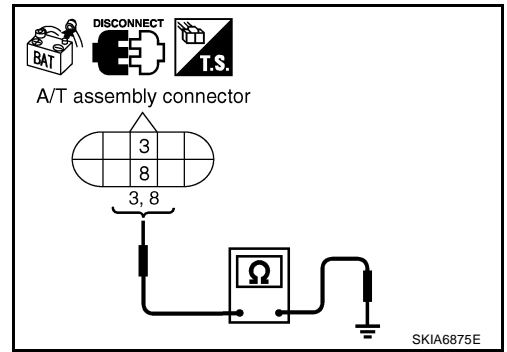 DISCONNECT
BAT
T.S.
A/T assembly connector
3
8
3, 8
Ω
SKIA6875E